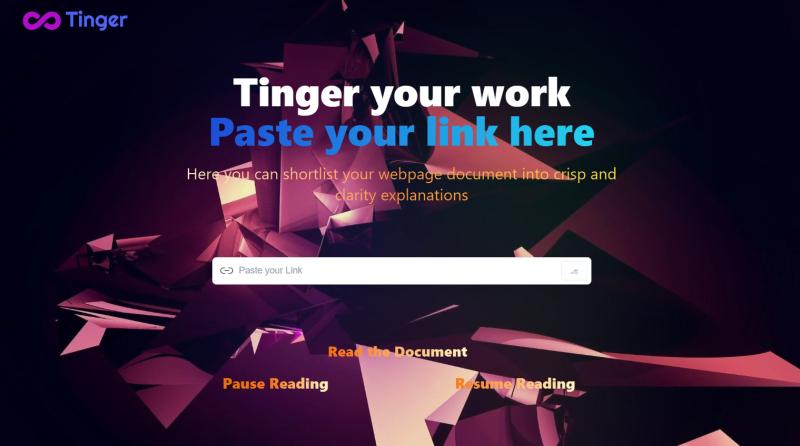 Tinger
Tinger your work
Paste your link here
Here you can shortlist your webpage document into crisp and
clarity explanations
Paste your Link
Read the Document
Pause Reading
Resume Reading